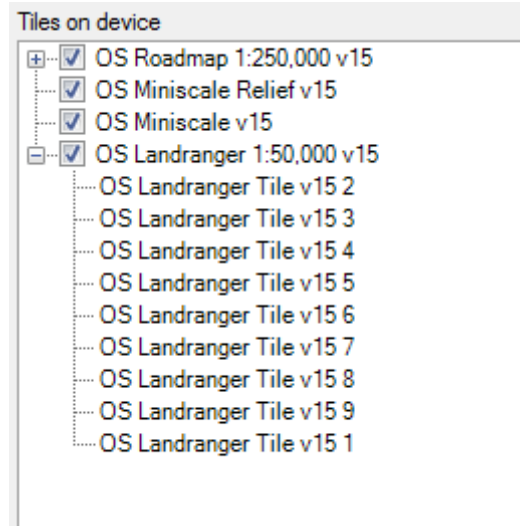 Tiles on device
OS Roadmap 1:250,000 v15
OS Miniscale Relief v15
OS Miniscale v15
OS Landranger 1:50,000 v15
OS Landranger Tile v15 2
OS Landranger Tile v15 3
OS Landranger Tile v15 4
OS Landranger Tile v15 5
OS Landranger Tile v15 6
OS Landranger Tile v15 7
OS Landranger Tile v15 8
OS Landranger Tile v15 9
OS Landranger Tile v15 1